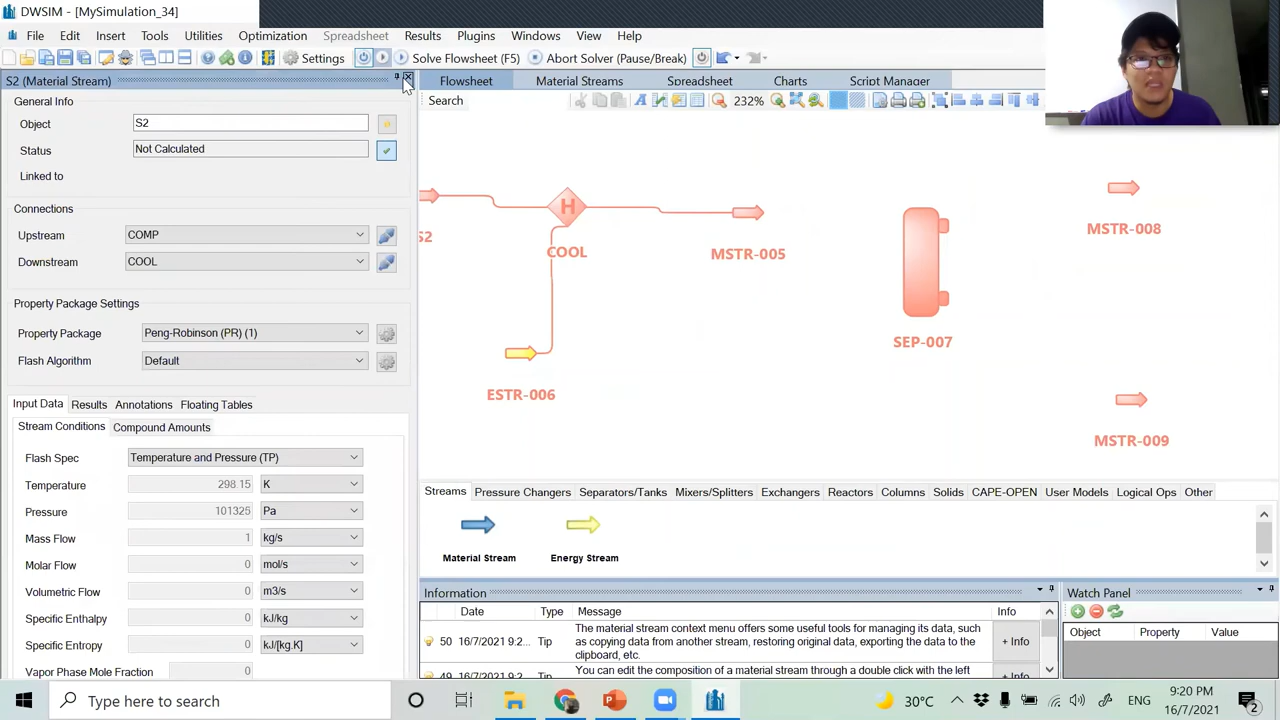 DWSIM - [MySimulation_34]
File Edit Insert Tools Utilities Optimization Spreadsheet Results Plugins Windows View Help
Settings Solve Flowsheet (F5) Abort Solver (Pause/Break)
S2 (Material Stream)
General Info
Object S2
Status Not Calculated
Linked to
Connections
Upstream COMP
Downstream COOL
Property Package Settings
Property Package Peng-Robinson (PR) (1)
Flash Algorithm Default
Input Data Results Annotations Floating Tables
Stream Conditions Compound Amounts
Flash Spec Temperature and Pressure (TP)
Temperature 298.15 K
Pressure 101325 Pa
Mass Flow 1 kg/s
Molar Flow 0 mol/s
Volumetric Flow 0 m3/s
Specific Enthalpy 0 kJ/kg
Specific Entropy 0 kJ/[kg.K]
Vapor Phase Mole Fraction 0
Flowsheet Material Streams Spreadsheet Charts Script Manager
Search 232%
S2
H
COOL
MSTR-005
ESTR-006
SEP-007
MSTR-008
MSTR-009
Streams Pressure Changers Separators/Tanks Mixers/Splitters Exchangers Reactors Columns Solids CAPE-OPEN User Models Logical Ops Other
Material Stream Energy Stream
Information
Date Type Message Info
50 16/7/2021 9:2... Tip The material stream context menu offers some useful tools for managing its data, such
as copying data from another stream, restoring original data, exporting the data to the
clipboard, etc.
+ Info
49 16/7/2021 9:2... Tip You can edit the composition of a material stream through a double click with the left
+ Info
Watch Panel
Object Property Value
Type here to search
30°C ENG
9:20 PM
16/7/2021
2